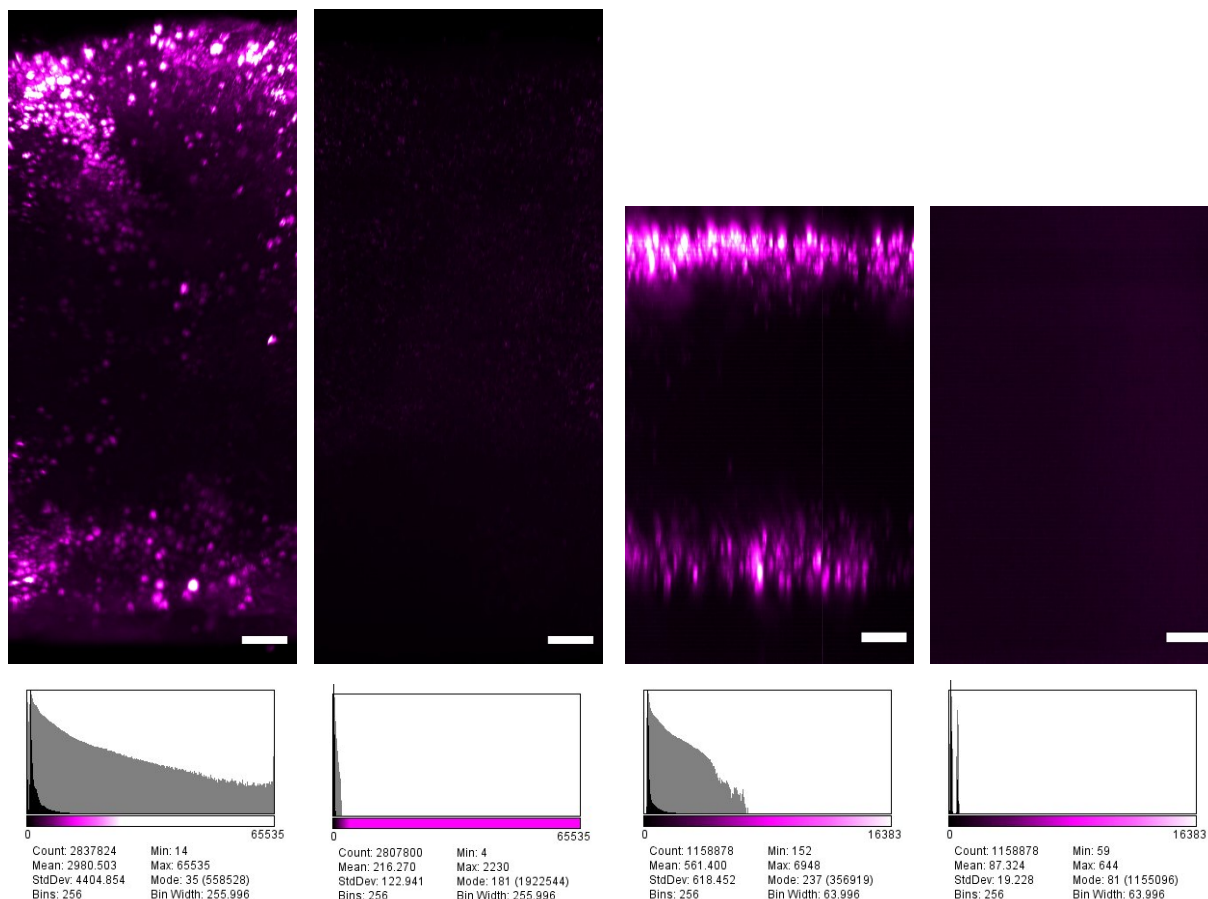 0 65535
Count: 2837824 Min: 14
Mean: 2980.503 Max: 65535
StdDev: 4404.854 Mode: 35 (558528)
Bins: 256 Bin Width: 255.996
0 65535
Count: 2807800 Min: 4
Mean: 216.270 Max: 2230
StdDev: 122.941 Mode: 181 (1922544)
Bins: 256 Bin Width: 255.996
0 16383
Count: 1158878 Min: 152
Mean: 561.400 Max: 6948
StdDev: 618.452 Mode: 237 (356919)
Bins: 256 Bin Width: 63.996
0 16383
Count: 1158878 Min: 59
Mean: 87.324 Max: 644
StdDev: 19.228 Mode: 81 (1155096)
Bins: 256 Bin Width: 63.996